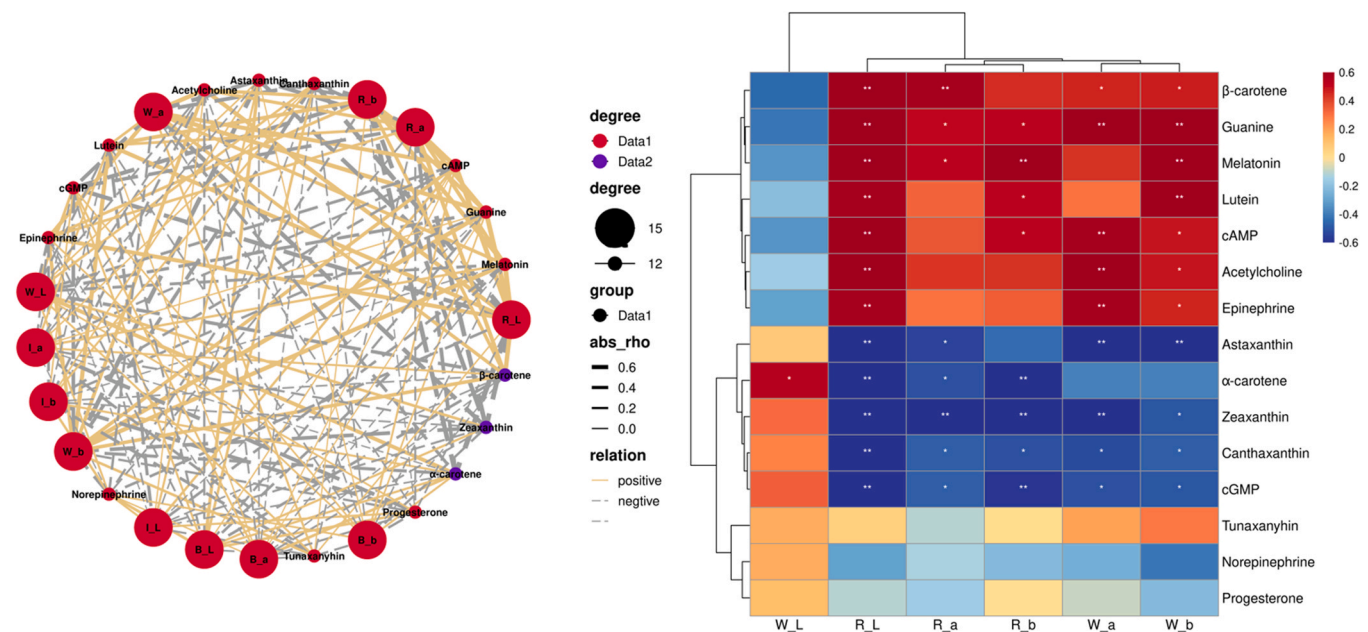 Astaxanthin
Canthaxanthin
Acetylcholine
R_b
W_a
R_a
Lutein
cAMP
cGMP
Guanine
Epinephrine
Melatonin
W_L
R_L
I_a
β-carotene
I_b
Zeaxanthin
W_b
α-carotene
Norepinephrine
Progesterone
I_L
B_b
B_L
B_a
Tunaxanyhin
degree
Data1
Data2
degree
15
12
group
Data1
abs_rho
0.6
0.4
0.2
0.0
relation
positive
negtive
** ** * * β-carotene
** * * ** ** Guanine
** * ** ** Melatonin
** * ** Lutein
** * ** * cAMP
** ** * Acetylcholine
** ** * Epinephrine
** * ** ** Astaxanthin
* ** * ** α-carotene
** ** ** ** * Zeaxanthin
** * * * * Canthaxanthin
** * ** * * cGMP
Tunaxanyhin
Norepinephrine
Progesterone
W_L R_L R_a R_b W_a W_b
0.6
0.4
0.2
0
-0.2
-0.4
-0.6